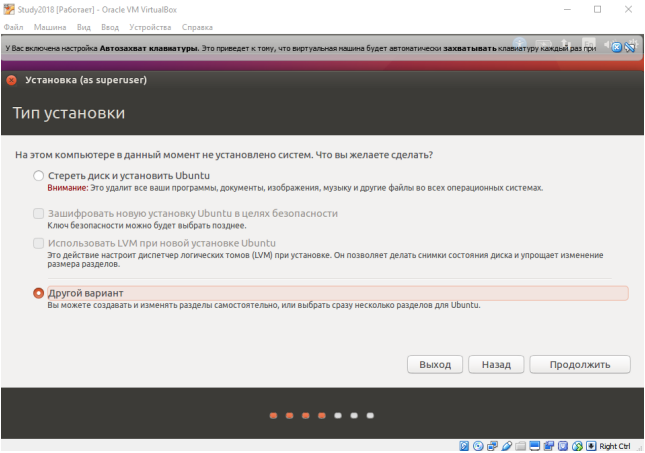 Study2018 [Работает] - Oracle VM VirtualBox
Файл Машина Вид Ввод Устройства Справка
У Вас включена настройка Автозахват клавиатуры. Это приведет к тому, что виртуальная машина будет автоматически захватывать клавиатуру каждый раз при
Установка (as superuser)
Тип установки
На этом компьютере в данный момент не установлено систем. Что вы желаете сделать?
Стереть диск и установить Ubuntu
Внимание: Это удалит все ваши программы, документы, изображения, музыку и другие файлы во всех операционных системах.
Зашифровать новую установку Ubuntu в целях безопасности
Ключ безопасности можно будет выбрать позднее.
Использовать LVM при новой установке Ubuntu
Это действие настроит диспетчер логических томов (LVM) при установке. Он позволяет делать снимки состояния диска и упрощает изменение
размера разделов.
Другой вариант
Вы можете создавать и изменять разделы самостоятельно, или выбрать сразу несколько разделов для Ubuntu.
Выход Назад Продолжить
Right Ctrl